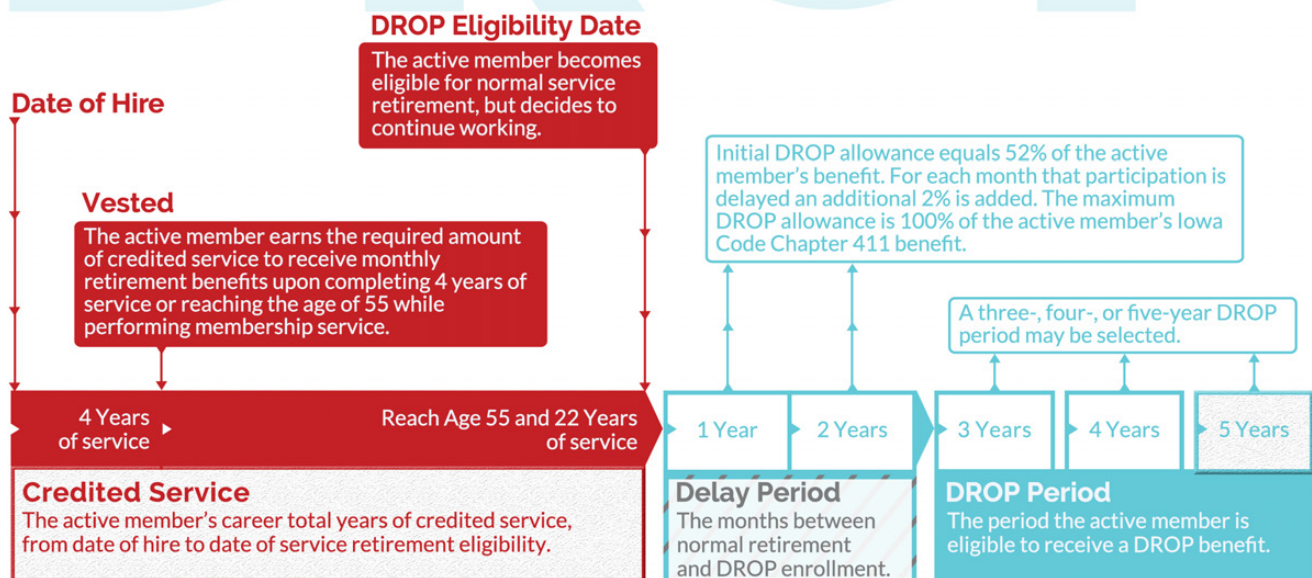 DROP Eligibility Date
The active member becomes
eligible for normal service
retirement, but decides to
continue working.
Date of Hire
Vested
The active member earns the required amount
of credited service to receive monthly
retirement benefits upon completing 4 years of
service or reaching the age of 55 while
performing membership service.
Initial DROP allowance equals 52% of the active
member's benefit. For each month that participation is
delayed an additional 2% is added. The maximum
DROP allowance is 100% of the active member's Iowa
Code Chapter 411 benefit.
A three-, four-, or five-year DROP
period may be selected.
4 Years
of service
Reach Age 55 and 22 Years
of service
1 Year
2 Years
3 Years
4 Years
5 Years
Credited Service
The active member's career total years of credited service,
from date of hire to date of service retirement eligibility.
Delay Period
The months between
normal retirement
and DROP enrollment.
DROP Period
The period the active member is
eligible to receive a DROP benefit.